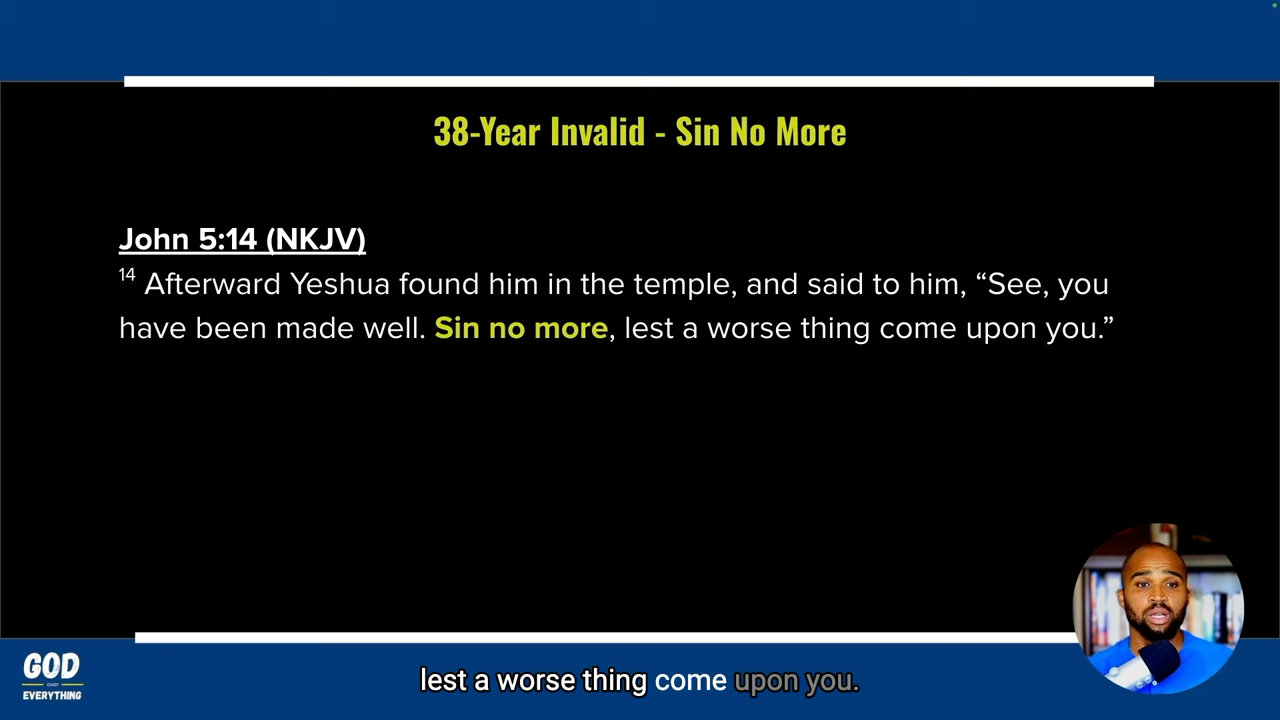 38-Year Invalid - Sin No More
John 5:14 (NKJV)
14 Afterward Yeshua found him in the temple, and said to him, “See, you
have been made well. Sin no more, lest a worse thing come upon you.”
GOD
over
EVERYTHING
lest a worse thing come upon you.